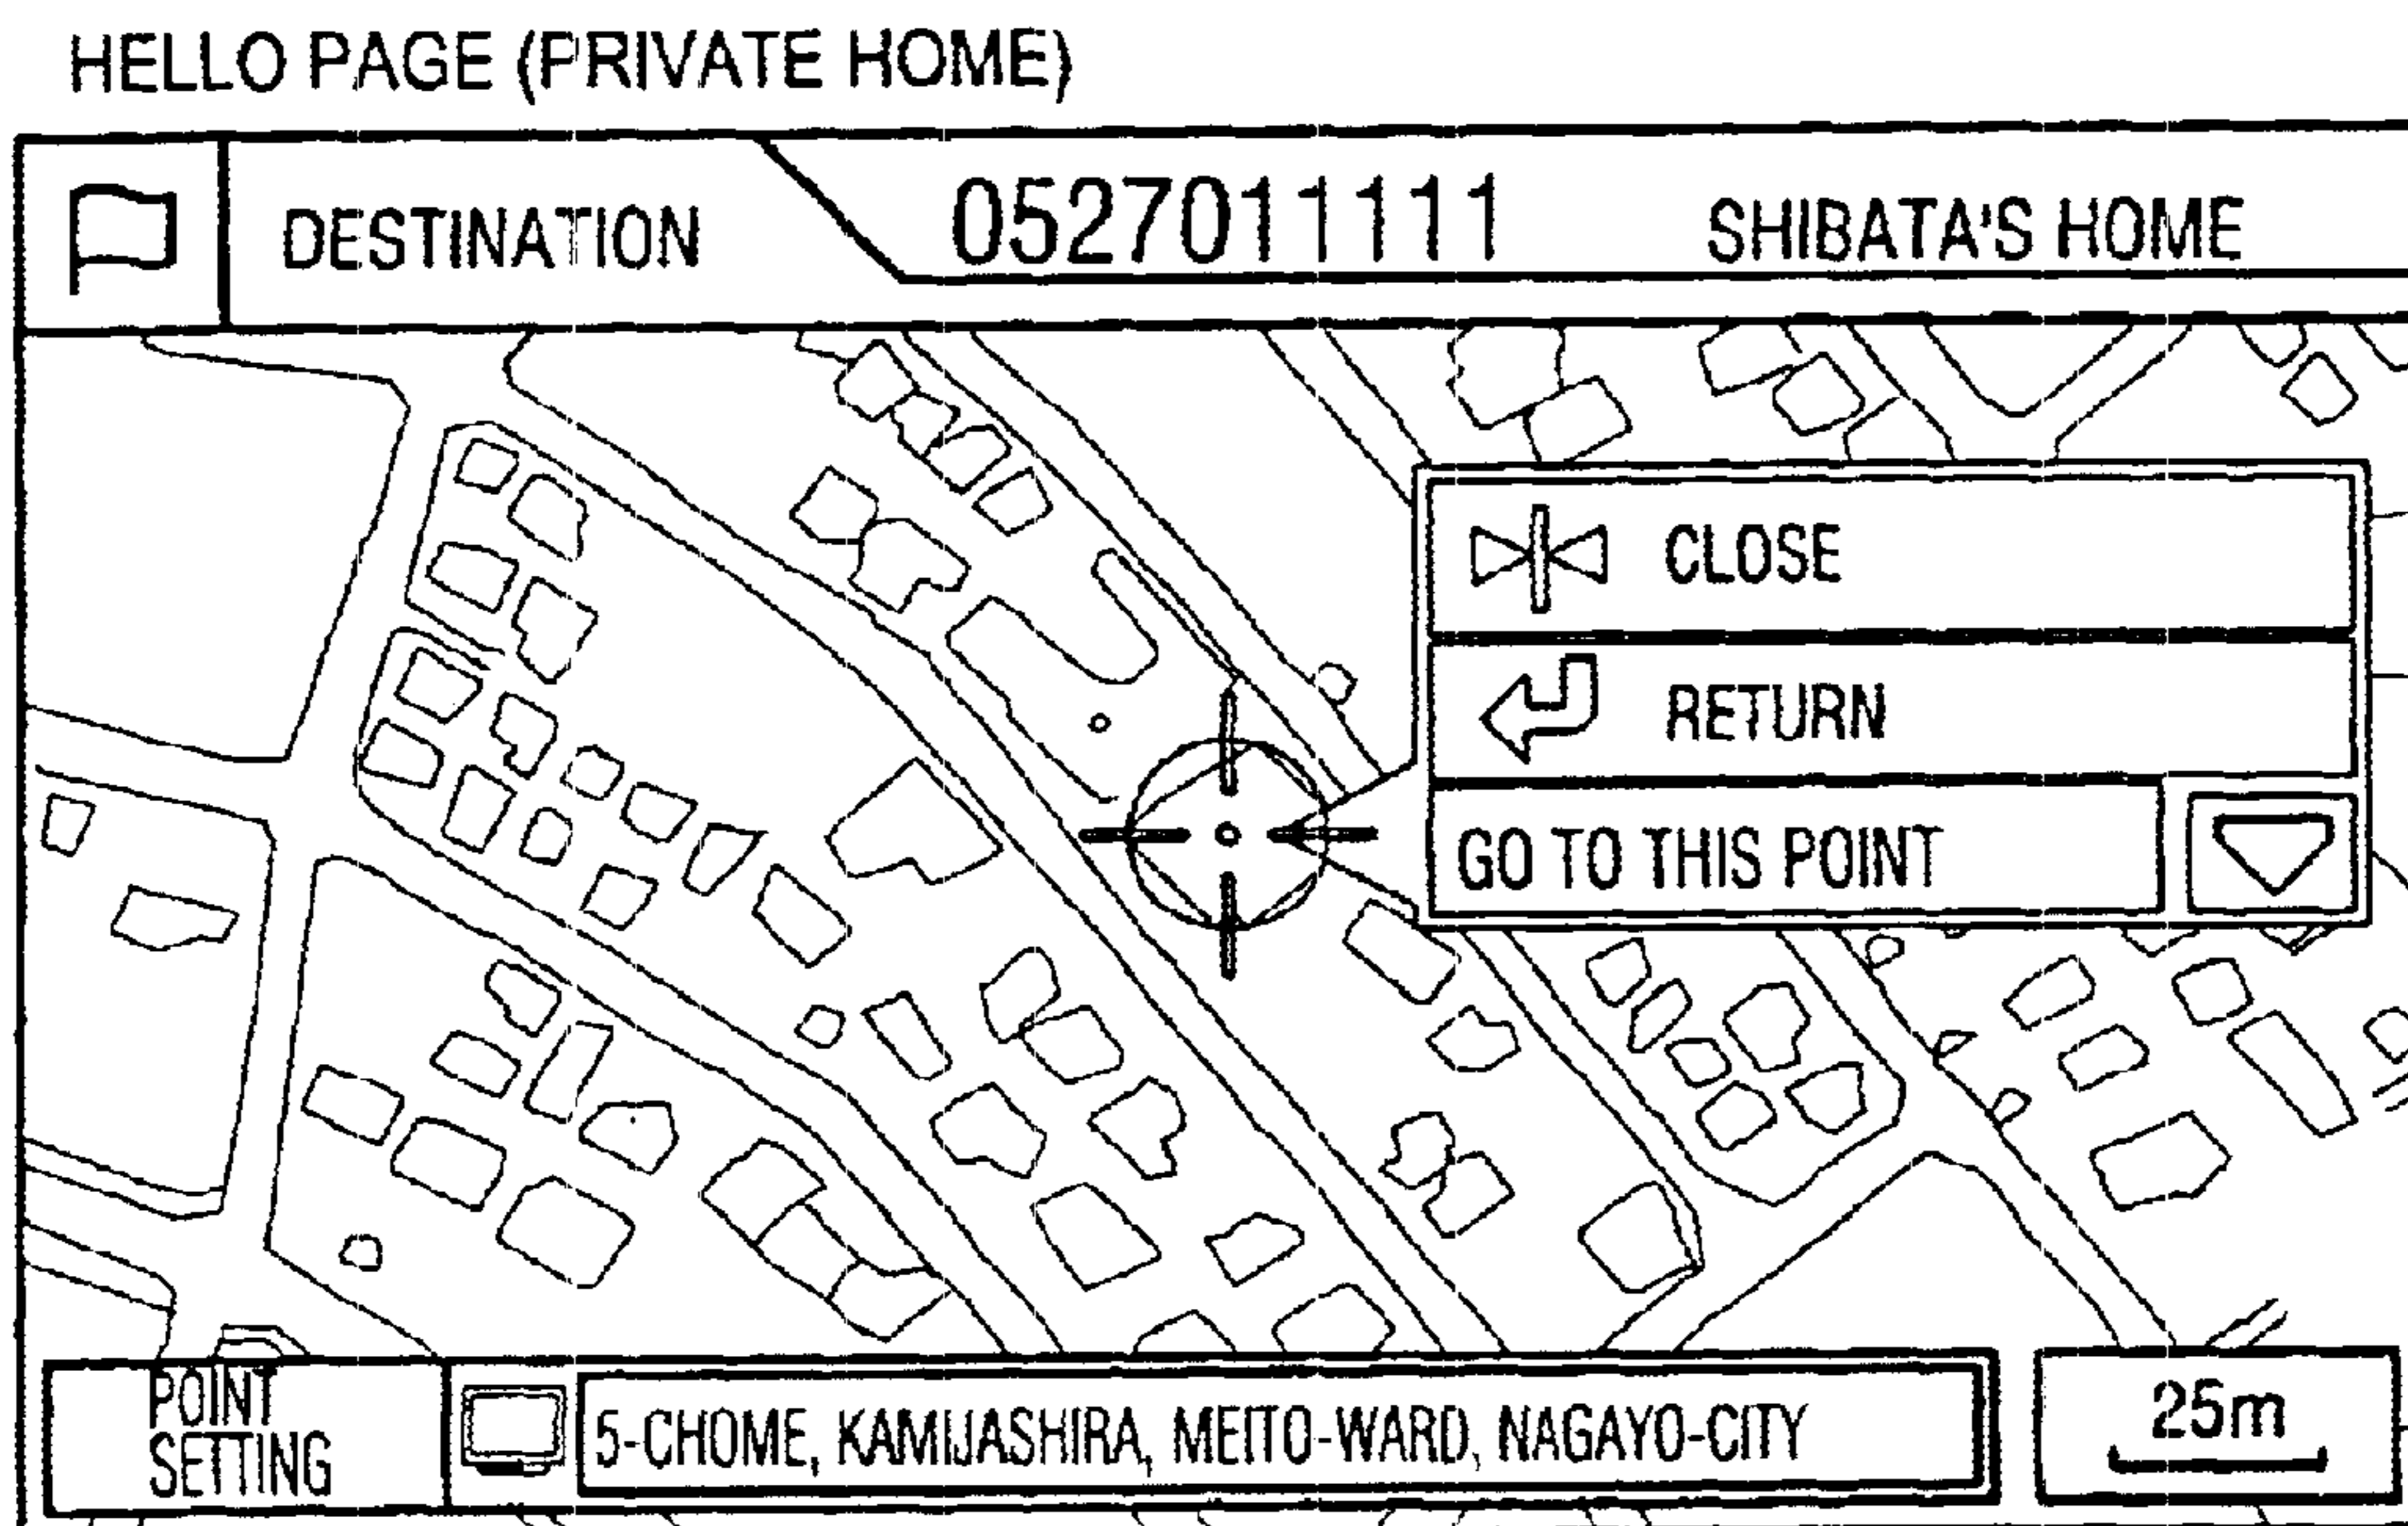 HELLO PAGE (PRIVATE HOME)
DESTINATION
0527011111
SHIBATA'S HOME
CLOSE
RETURN
GO TO THIS POINT
POINT
SETTING
5-CHOME, KAMIJASHIRA, MEITO-WARD, NAGAYO-CITY
25m